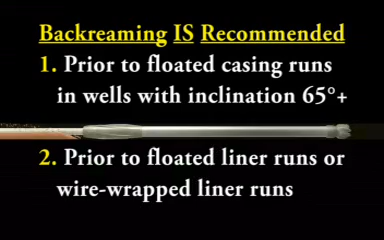 Backreaming IS Recommended
1. Prior to floated casing runs
in wells with inclination 65°+
2. Prior to floated liner runs or
wire-wrapped liner runs